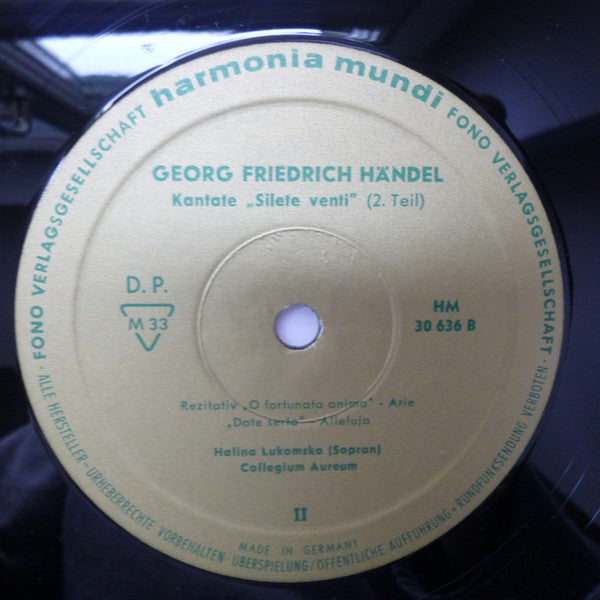 FONO VERLAGSGESELLSCHAFT harmonia mundi FONO VERLAGSGESELLSCHAFT
GEORG FRIEDRICH HÄNDEL
Kantate „Silete venti" (2. Teil)
D. P.
M 33
HM
30 636 B
Rezitativ „O fortunata anima" - Arie
„Date serta" - Alleluja
Halina Lukomska (Sopran)
Collegium Aureum
II
MADE IN GERMANY
· ALLE HERSTELLER- URHEBERRECHTE VORBEHALTEN · ÜBERSPIELUNG/ÖFFENTLICHE AUFFÜHRUNG + RUNDFUNKSENDUNG VERBOTEN ·